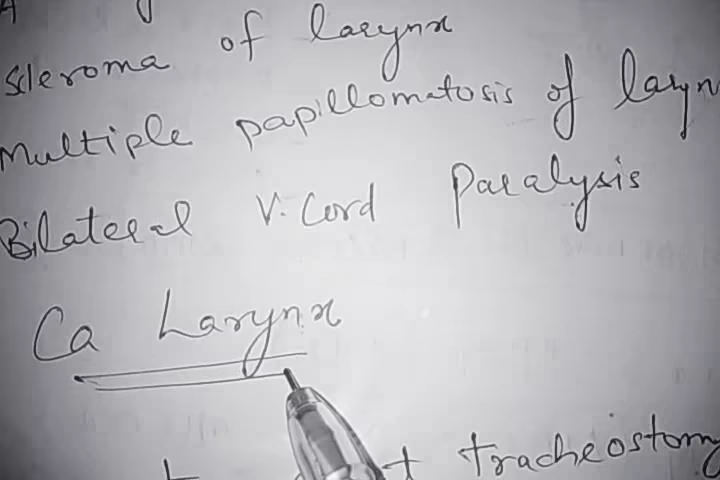 scleroma of larynx
Multiple papillomatosis of laryn
Bilateral V. Cord Paralysis
Ca Larynx
tracheostomy